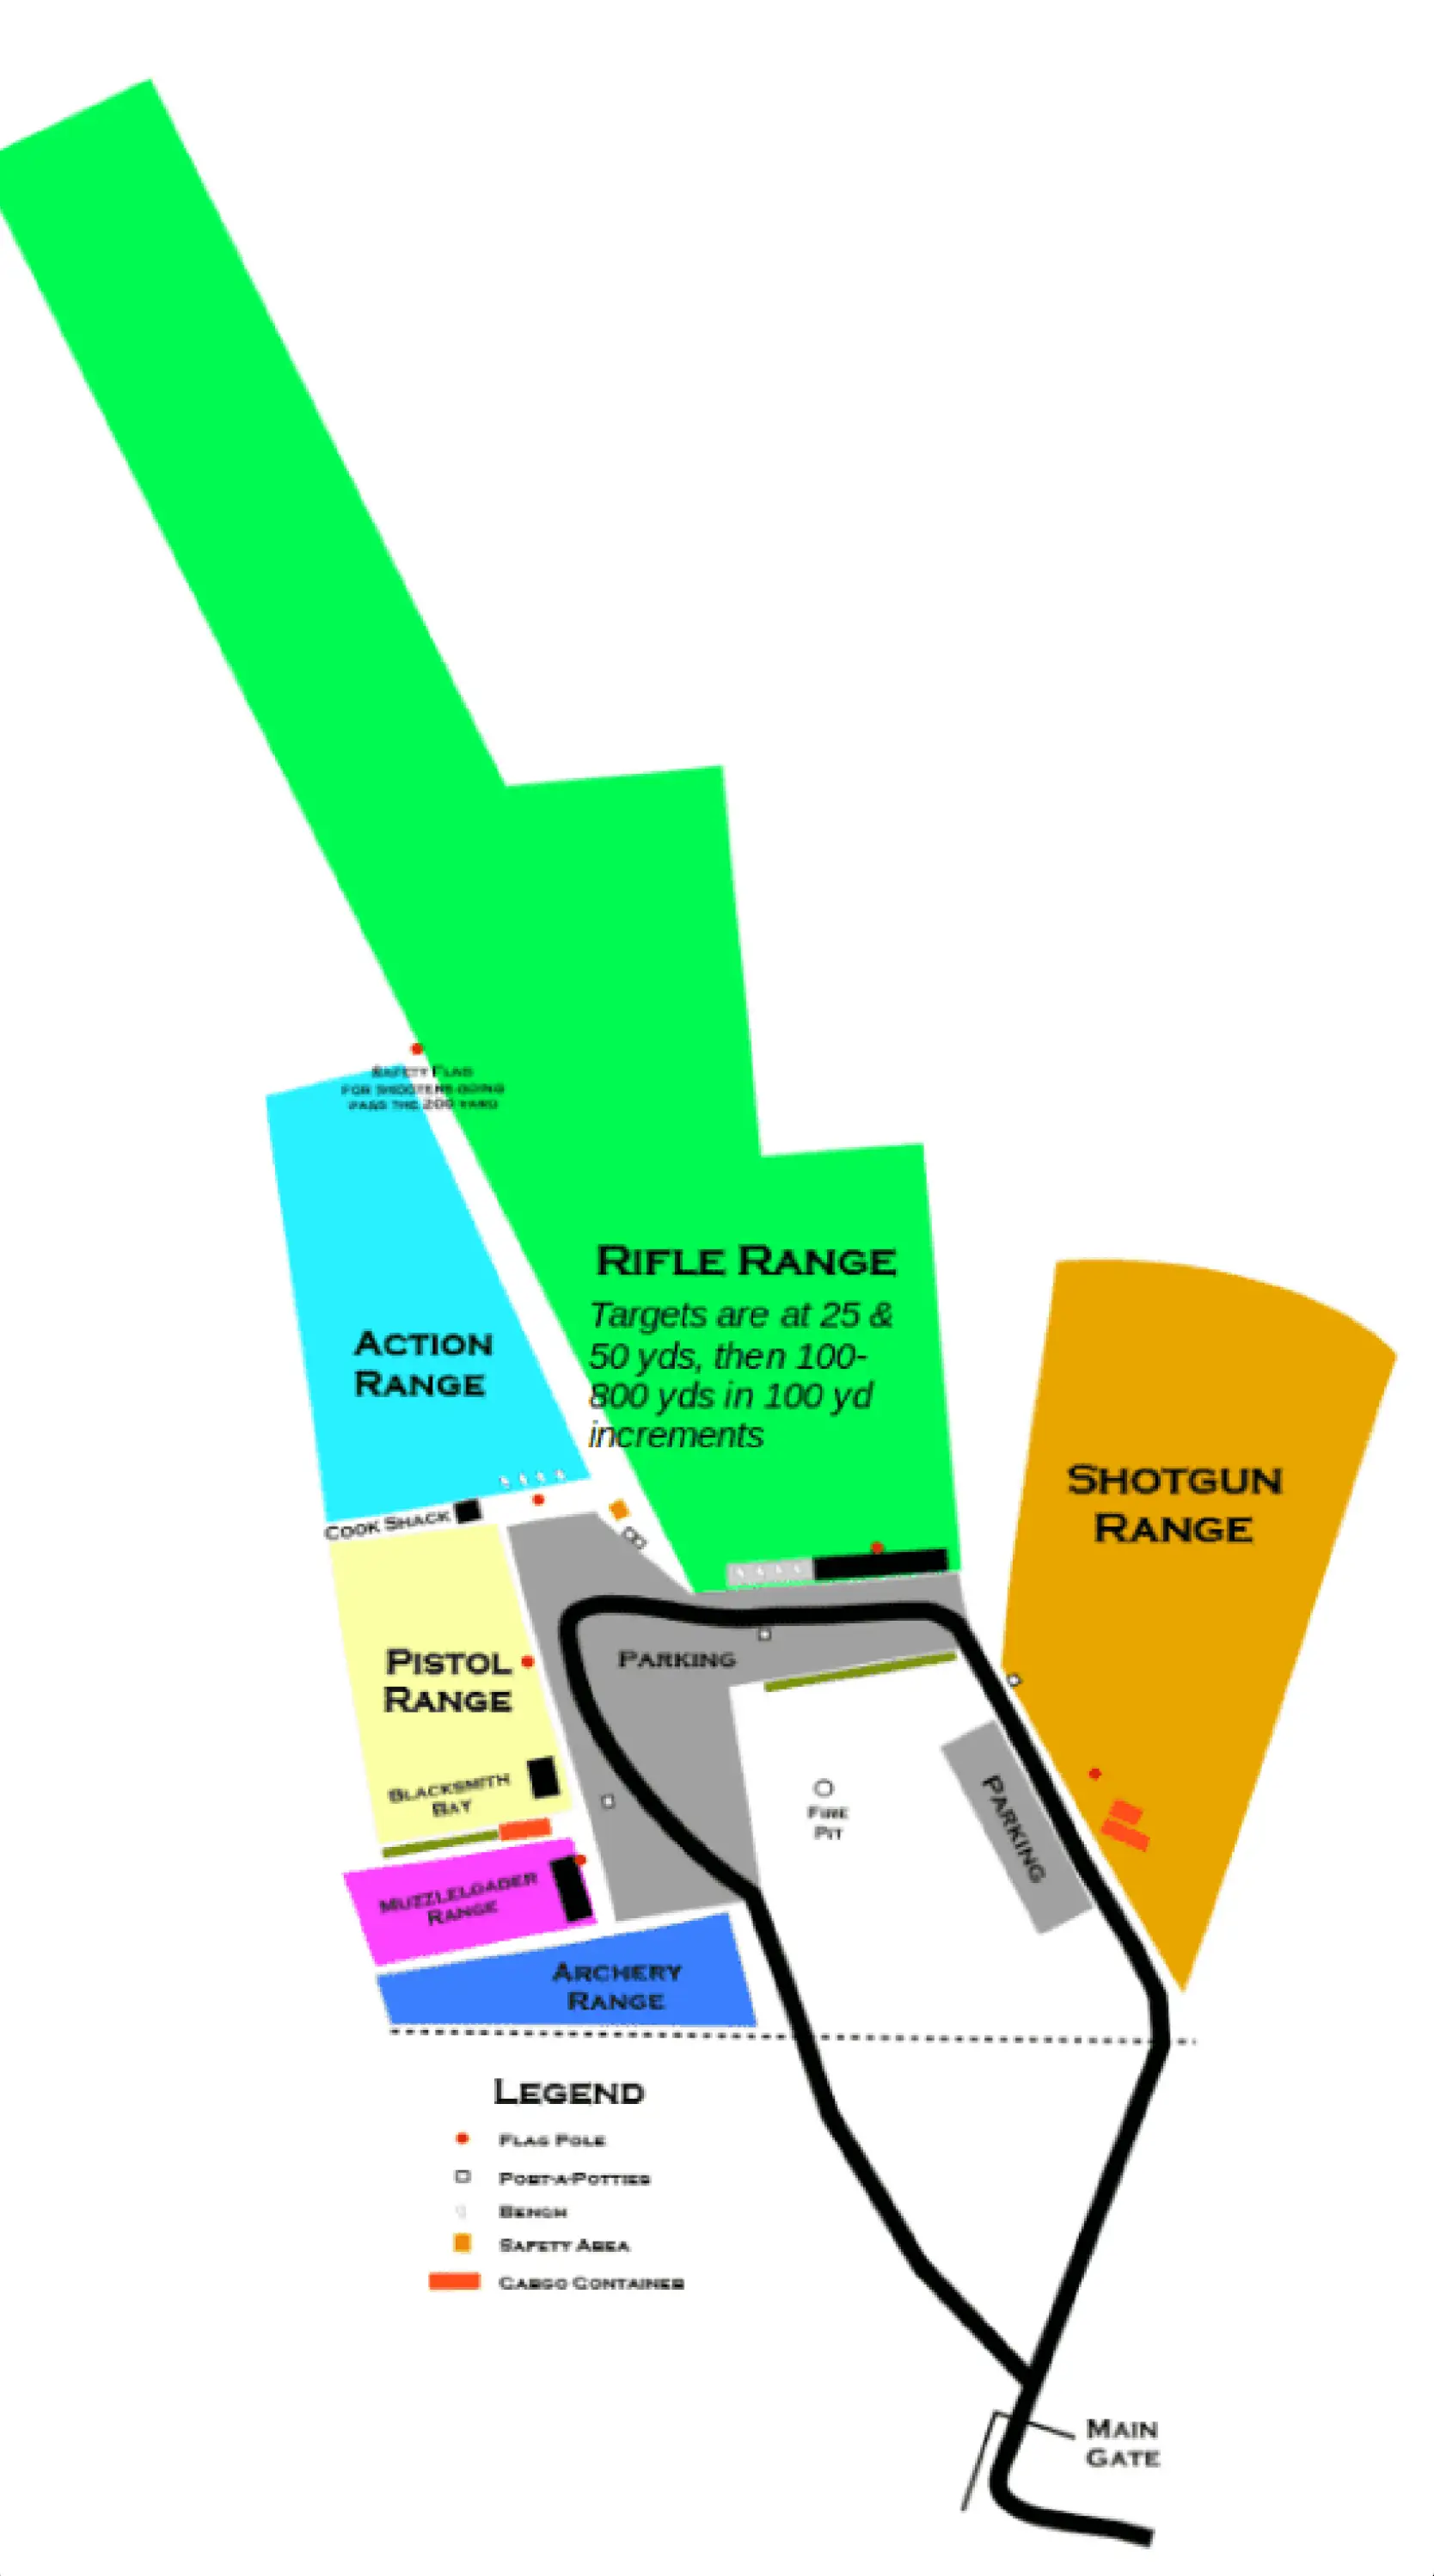 Safety Flag
for shooters going
pass the 200 yard
Rifle Range
Targets are at 25 &
50 yds, then 100-
800 yds in 100 yd
increments
Action
Range
Shotgun
Range
Cook Shack
Pistol
Range
Parking
Blacksmith
Bay
Fire
Pit
Parking
Muzzleloader
Range
Archery
Range
Legend
Flag Pole
Port-a-Potties
Bench
Safety Area
Cargo Container
Main
Gate